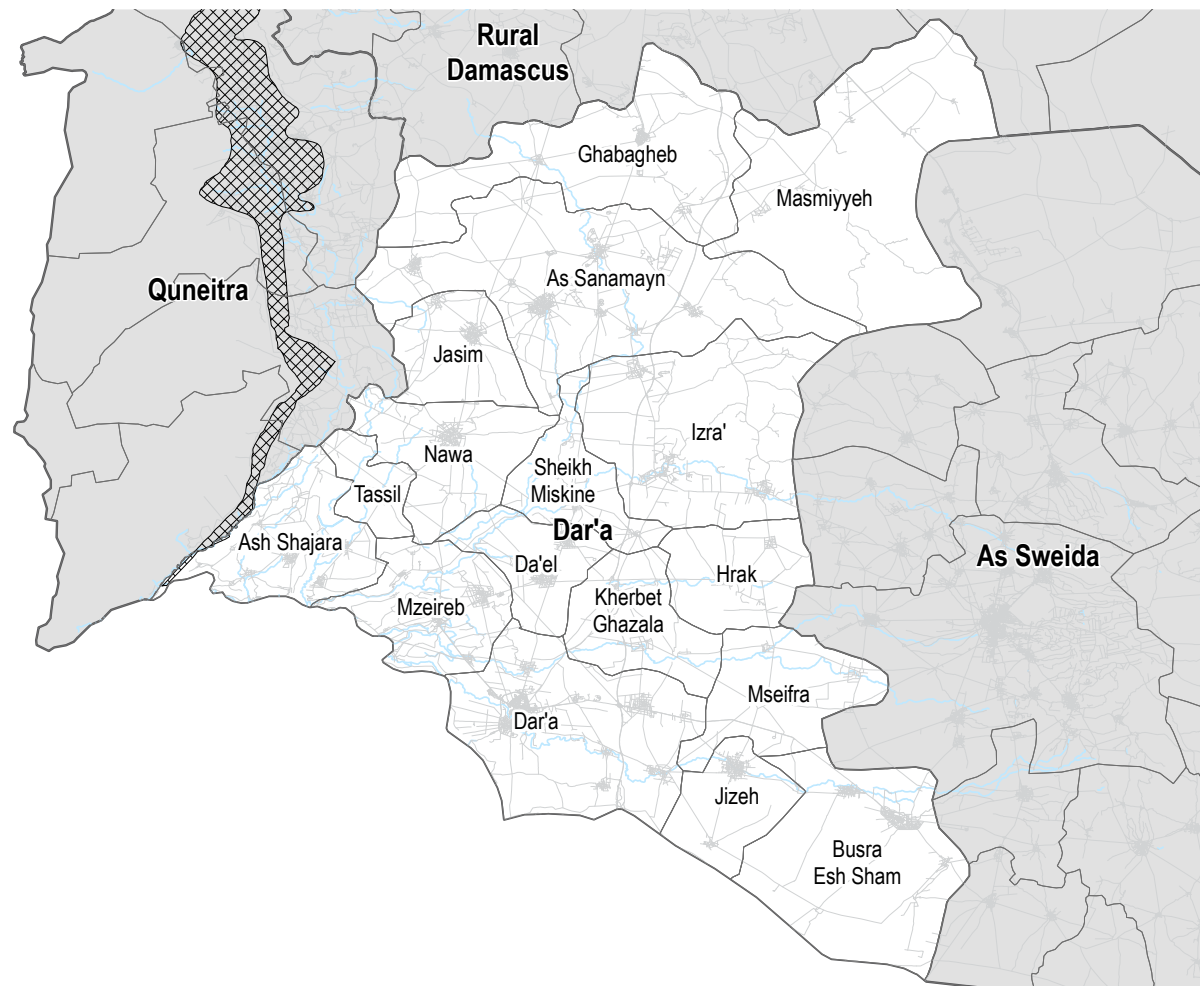 Rural
Damascus
Ghabagheb
Masmiyyeh
As Sanamayn
Quneitra
Jasim
Izra'
Nawa
Sheikh
Miskine
Tassil
Dar'a
Ash Shajara
As Sweida
Da'el
Hrak
Kherbet
Ghazala
Mzeireb
Mseifra
Dar'a
Jizeh
Busra
Esh Sham